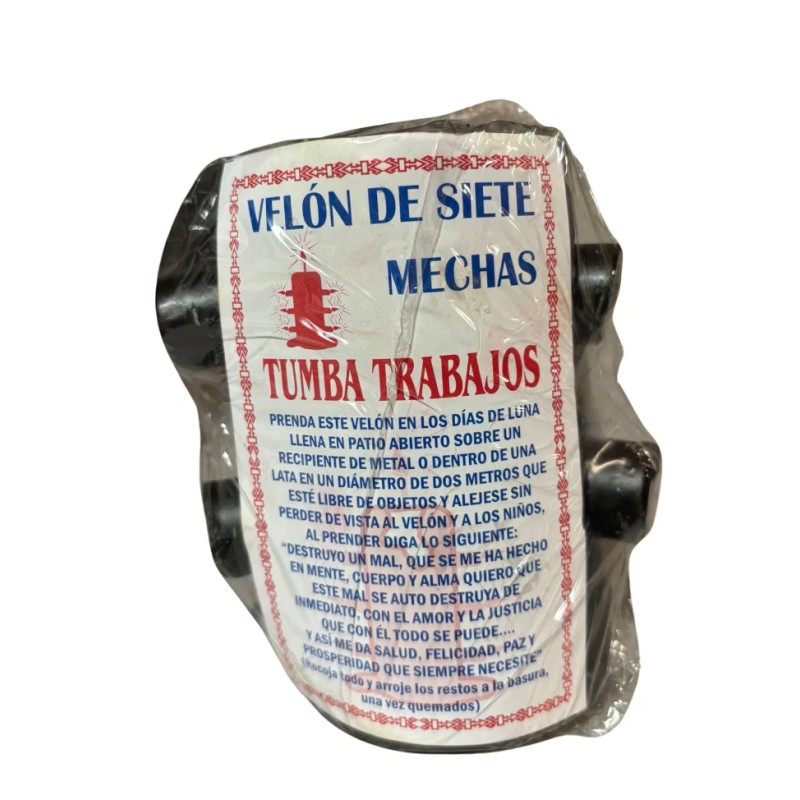 VELÓN DE SIETE
MECHAS
TUMBA TRABAJOS
PRENDA ESTE VELÓN EN LOS DÍAS DE LUNA
LLENA EN PATIO ABIERTO SOBRE UN
RECIPIENTE DE METAL O DENTRO DE UNA
LATA EN UN DIÁMETRO DE DOS METROS QUE
ESTÉ LIBRE DE OBJETOS Y ALEJESE SIN
PERDER DE VISTA AL VELÓN Y A LOS NIÑOS,
AL PRENDER DIGA LO SIGUIENTE:
"DESTRUYO UN MAL, QUE SE ME HA HECHO
EN MENTE, CUERPO Y ALMA QUIERO QUE
ESTE MAL SE AUTO DESTRUYA DE
INMEDIATO, CON EL AMOR Y LA JUSTICIA
QUE CON ÉL TODO SE PUEDE....
Y ASÍ ME DA SALUD, FELICIDAD, PAZ Y
PROSPERIDAD QUE SIEMPRE NECESITE"
(Recoja todo y arroje los restos a la basura,
una vez quemados)